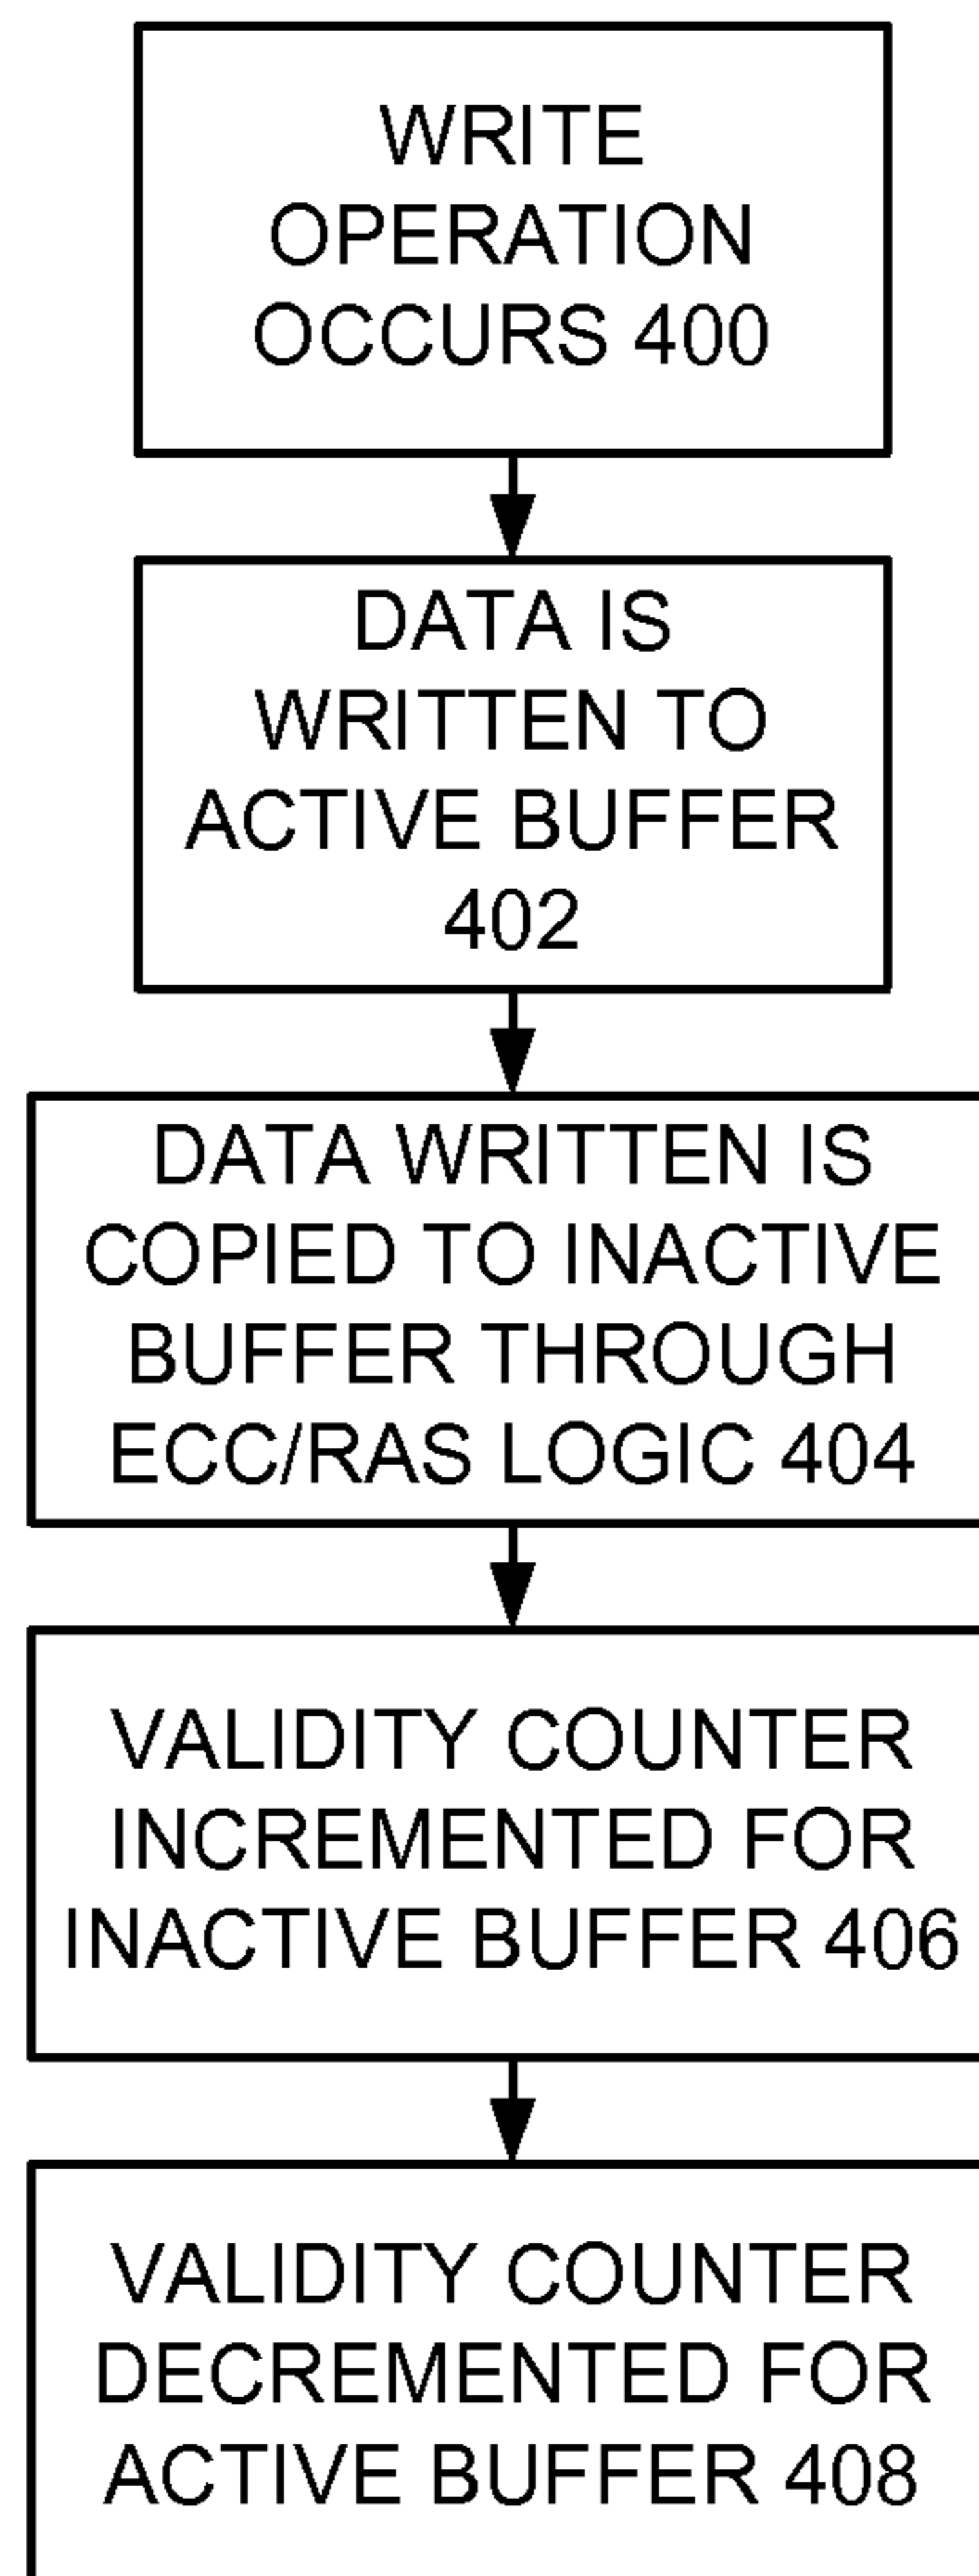 WRITE
OPERATION
OCCURS 400
DATA IS
WRITTEN TO
ACTIVE BUFFER
402
DATA WRITTEN IS
COPIED TO INACTIVE
BUFFER THROUGH
ECC/RAS LOGIC 404
VALIDITY COUNTER
INCREMENTED FOR
INACTIVE BUFFER 406
VALIDITY COUNTER
DECREMENTED FOR
ACTIVE BUFFER 408